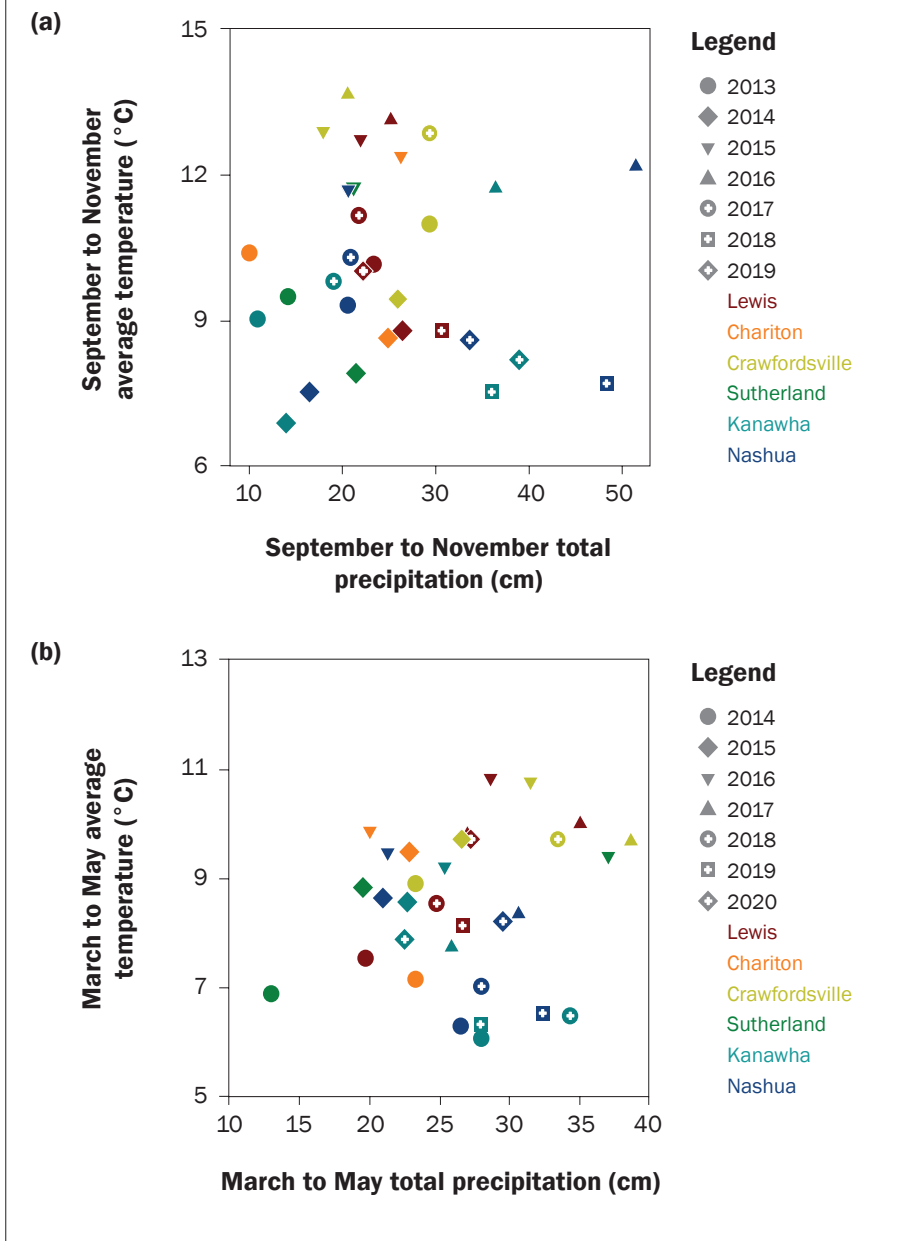 (a)
15
12
9
6
September to November
average temperature (°C)
10 20 30 40 50
September to November total
precipitation (cm)
Legend
2013
2014
2015
2016
2017
2018
2019
Lewis
Chariton
Crawfordsville
Sutherland
Kanawha
Nashua
(b)
13
11
9
7
5
March to May average
temperature (°C)
10 15 20 25 30 35 40
March to May total precipitation (cm)
Legend
2014
2015
2016
2017
2018
2019
2020
Lewis
Chariton
Crawfordsville
Sutherland
Kanawha
Nashua